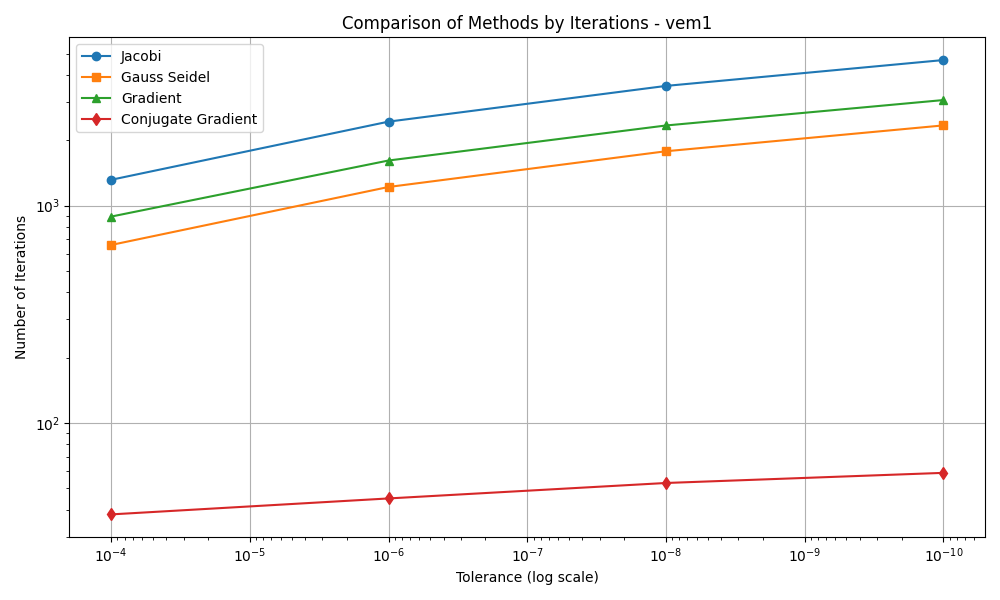 Comparison of Methods by Iterations - vem1
Jacobi
Gauss Seidel
Gradient
Conjugate Gradient
Number of Iterations
10³
10²
10⁻⁴ 10⁻⁵ 10⁻⁶ 10⁻⁷ 10⁻⁸ 10⁻⁹ 10⁻¹⁰
Tolerance (log scale)